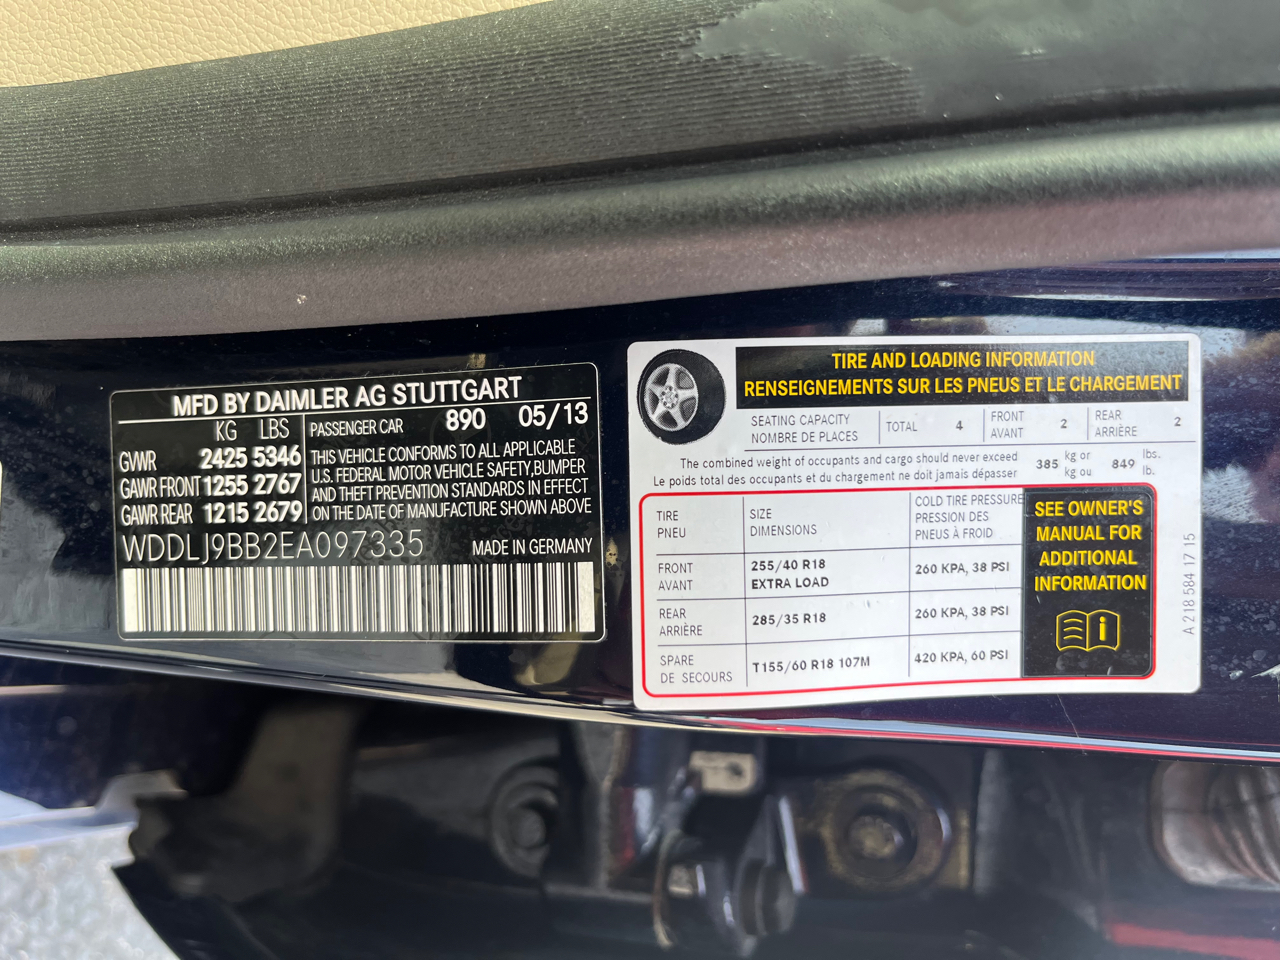 MFD BY DAIMLER AG STUTTGART
KG LBS
PASSENGER CAR 890 05/13
GWWR 2425 5346
GAWR FRONT 1255 2767
GAWR REAR 1215 2679
THIS VEHICLE CONFORMS TO ALL APPLICABLE
U.S. FEDERAL MOTOR VEHICLE SAFETY,BUMPER
AND THEFT PREVENTION STANDARDS IN EFFECT
ON THE DATE OF MANUFACTURE SHOWN ABOVE
WDDLJ9BB2EA097335 MADE IN GERMANY
TIRE AND LOADING INFORMATION
RENSEIGNEMENTS SUR LES PNEUS ET LE CHARGEMENT
SEATING CAPACITY
NOMBRE DE PLACES
TOTAL 4
FRONT
AVANT
2
REAR
ARRIÈRE
2
The combined weight of occupants and cargo should never exceed
Le poids total des occupants et du chargement ne doit jamais dépasser
385
kg or
kg ou
849
lbs.
lb.
TIRE
PNEU
SIZE
DIMENSIONS
COLD TIRE PRESSURE
PRESSION DES
PNEUS À FROID
FRONT
AVANT
255/40 R18
EXTRA LOAD
260 KPA, 38 PSI
REAR
ARRIÈRE
285/35 R18
260 KPA, 38 PSI
SPARE
DE SECOURS
T155/60 R18 107M
420 KPA, 60 PSI
SEE OWNER'S
MANUAL FOR
ADDITIONAL
INFORMATION
A 218 584 17 15